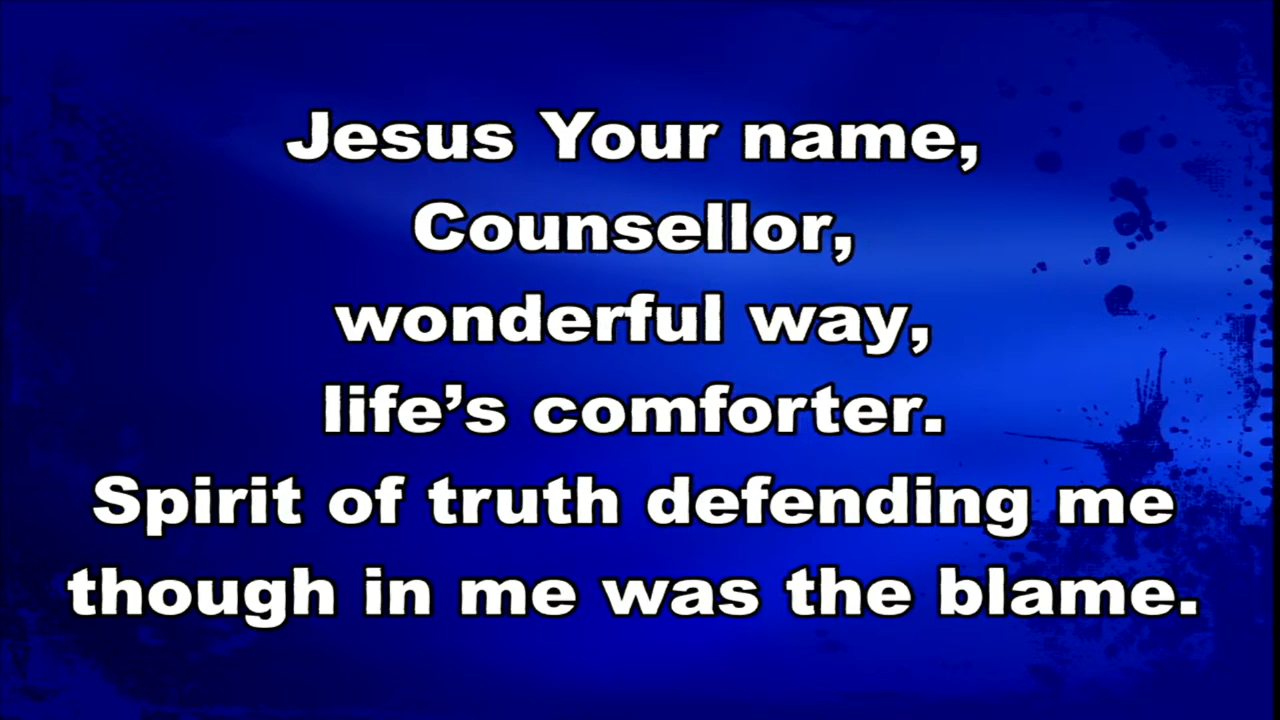 Jesus Your name,
Counsellor,
wonderful way,
life’s comforter.
Spirit of truth defending me
though in me was the blame.